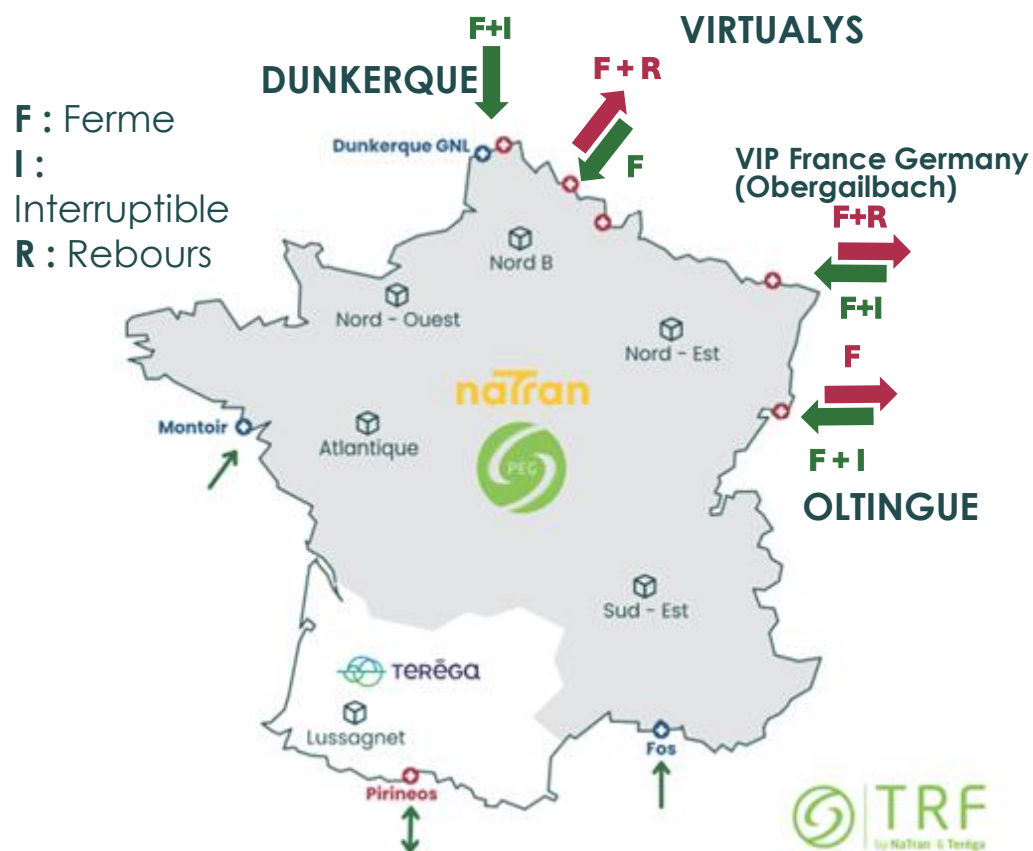 F+I
VIRTUALYS
DUNKERQUE
F + R
F : Ferme
I :
Interruptible
R : Rebours
Dunkerque GNL
F
VIP France Germany
(Obergailbach)
F+R
Nord B
F+I
Nord - Ouest
Nord - Est
F
naTran
Montoir
Atlantique
PEG
F + I
OLTINGUE
Sud - Est
TERĒGA
Lussagnet
Fos
Pirineos
TRF
by NaTran & Teréga